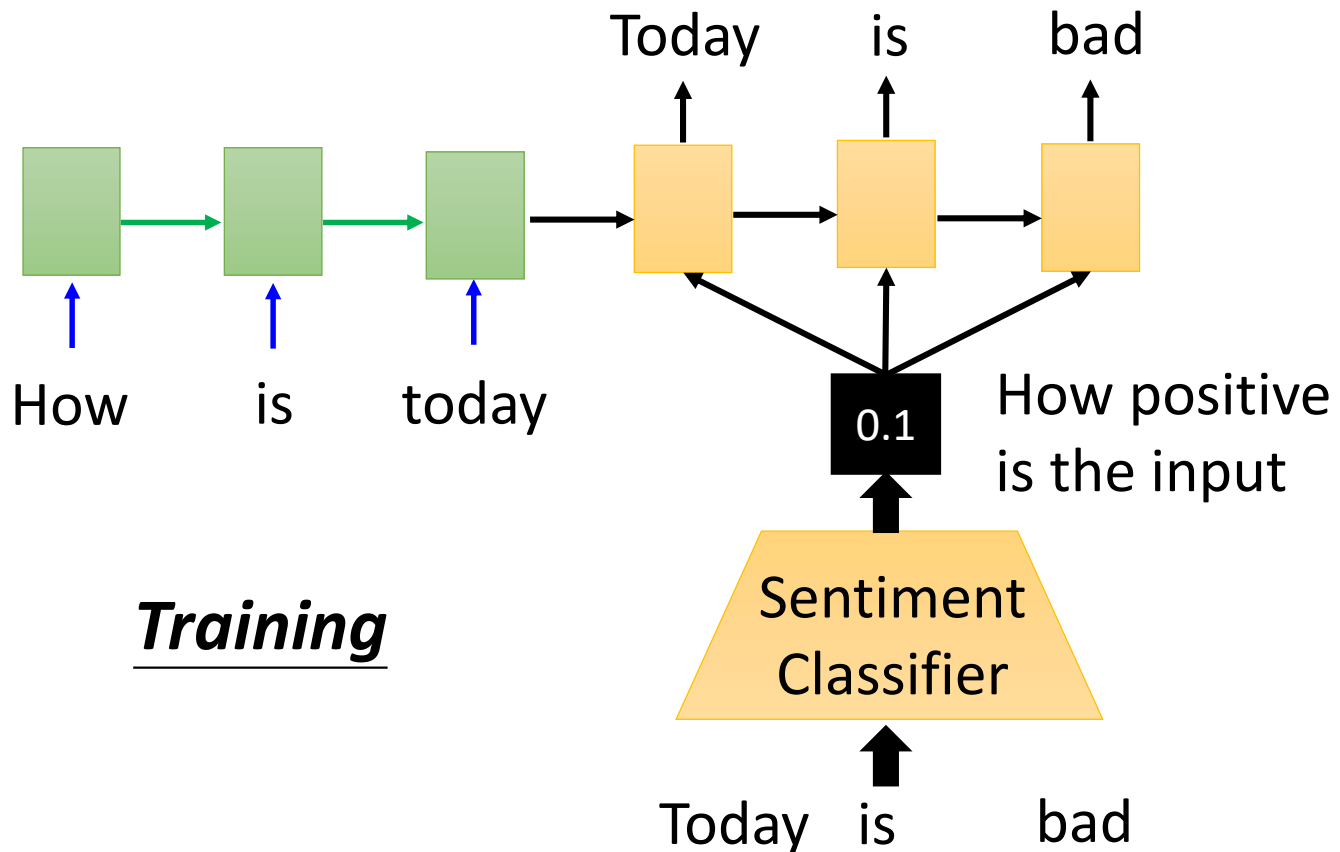 Today is bad
How is today
0.1
How positive
is the input
Sentiment
Classifier
Training
Today is bad